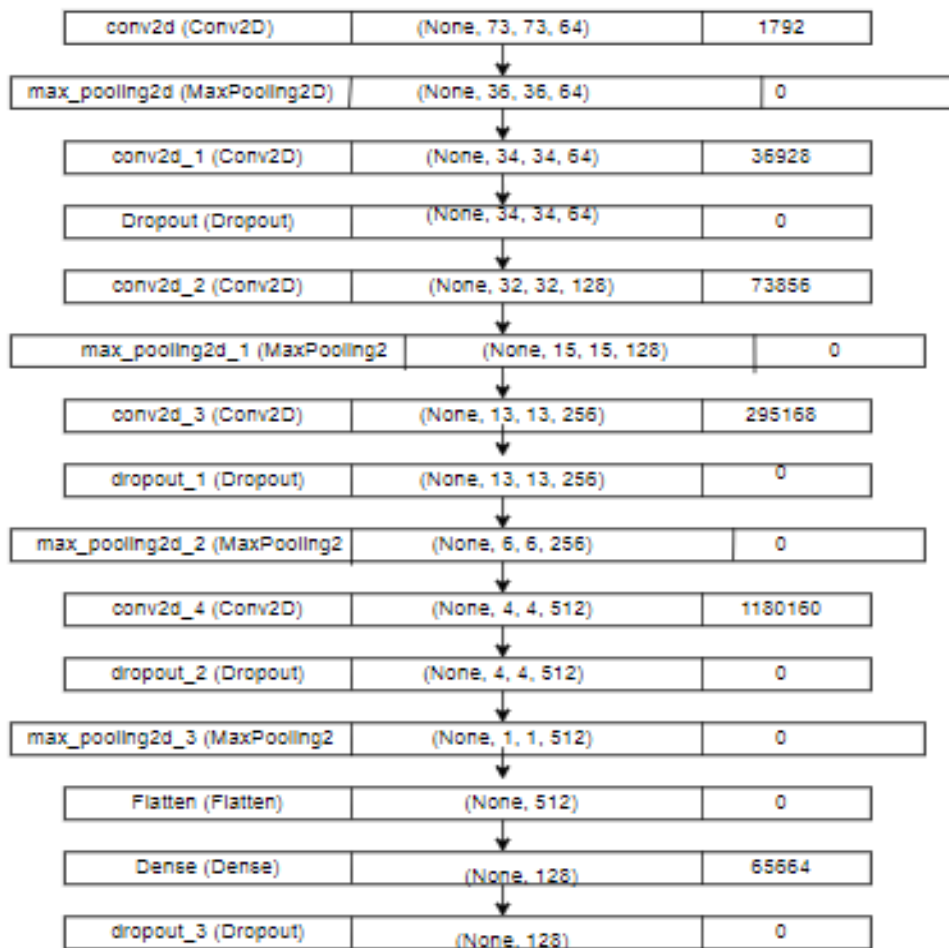 conv2d (Conv2D) (None, 73, 73, 64) 1792
max_pooling2d (MaxPooling2D) (None, 36, 36, 64) 0
conv2d_1 (Conv2D) (None, 34, 34, 64) 36928
Dropout (Dropout) (None, 34, 34, 64) 0
conv2d_2 (Conv2D) (None, 32, 32, 128) 73856
max_pooling2d_1 (MaxPooling2 (None, 15, 15, 128) 0
conv2d_3 (Conv2D) (None, 13, 13, 256) 295168
dropout_1 (Dropout) (None, 13, 13, 256) 0
max_pooling2d_2 (MaxPooling2 (None, 6, 6, 256) 0
conv2d_4 (Conv2D) (None, 4, 4, 512) 1180160
dropout_2 (Dropout) (None, 4, 4, 512) 0
max_pooling2d_3 (MaxPooling2 (None, 1, 1, 512) 0
Flatten (Flatten) (None, 512) 0
Dense (Dense) (None, 128) 65664
dropout_3 (Dropout) (None, 128) 0